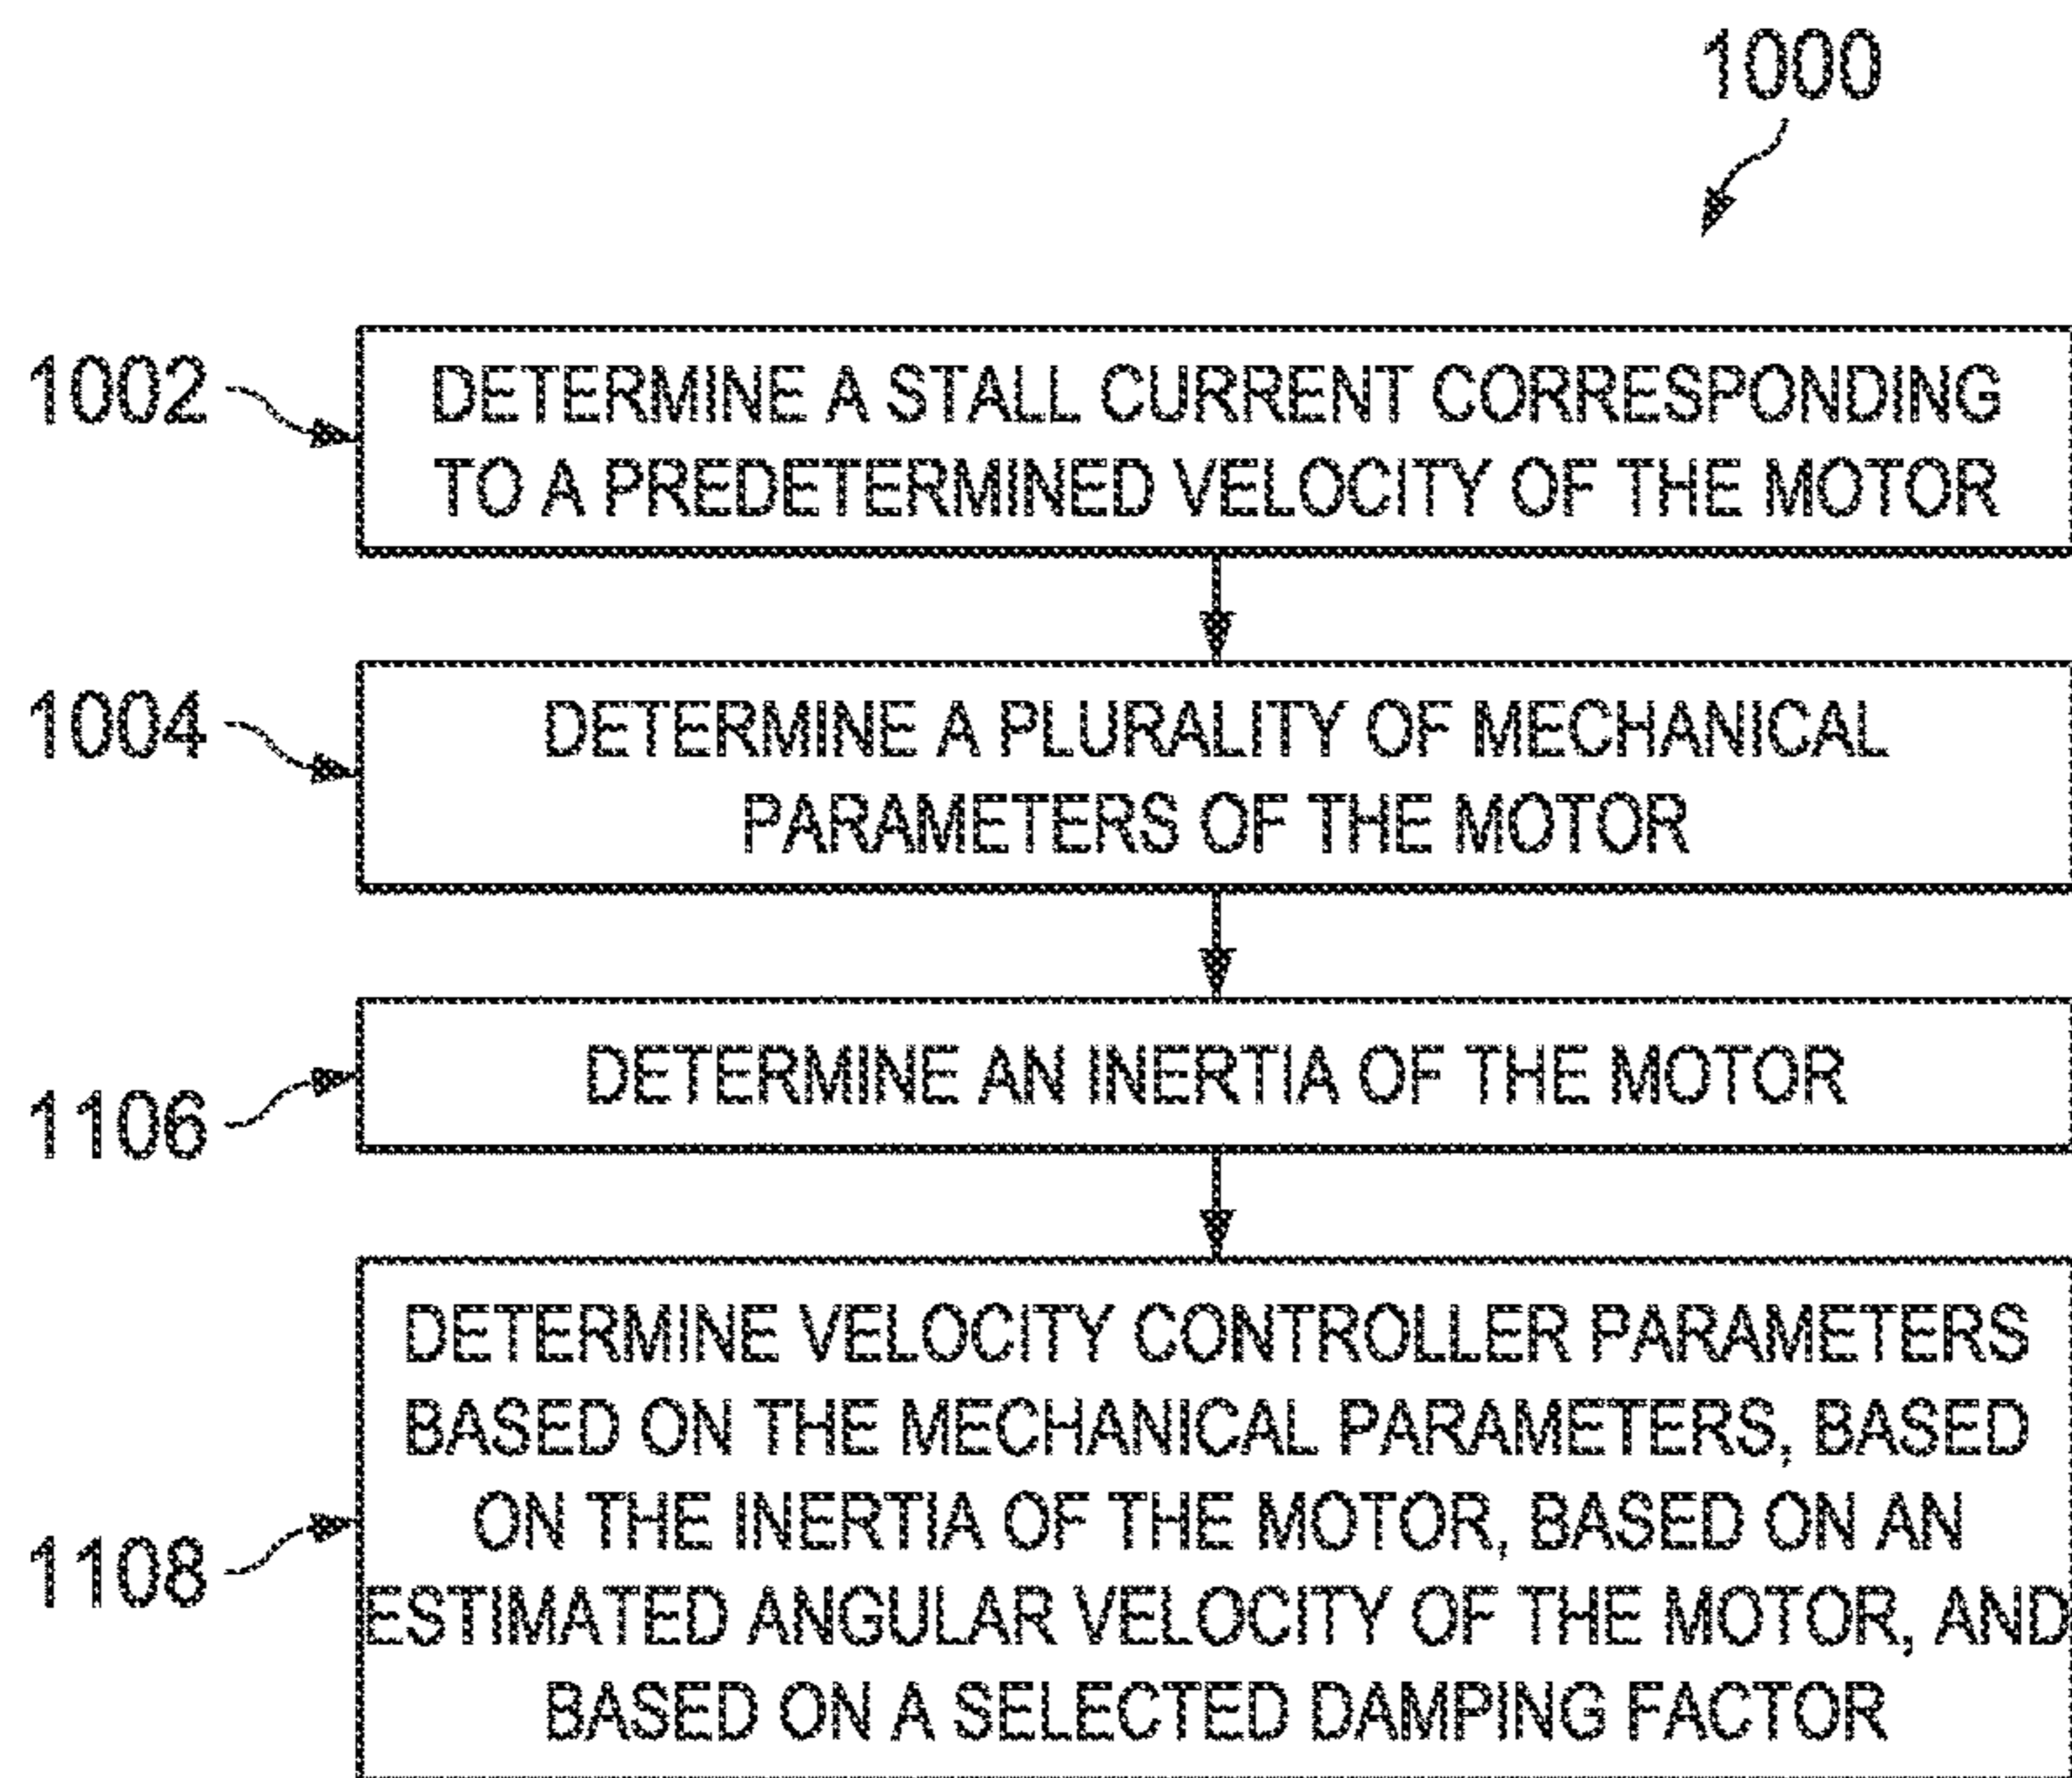 1000
1002
DETERMINE A STALL CURRENT CORRESPONDING
TO A PREDETERMINED VELOCITY OF THE MOTOR
1004
DETERMINE A PLURALITY OF MECHANICAL
PARAMETERS OF THE MOTOR
1106
DETERMINE AN INERTIA OF THE MOTOR
1108
DETERMINE VELOCITY CONTROLLER PARAMETERS
BASED ON THE MECHANICAL PARAMETERS, BASED
ON THE INERTIA OF THE MOTOR, BASED ON AN
ESTIMATED ANGULAR VELOCITY OF THE MOTOR, AND
BASED ON A SELECTED DAMPING FACTOR